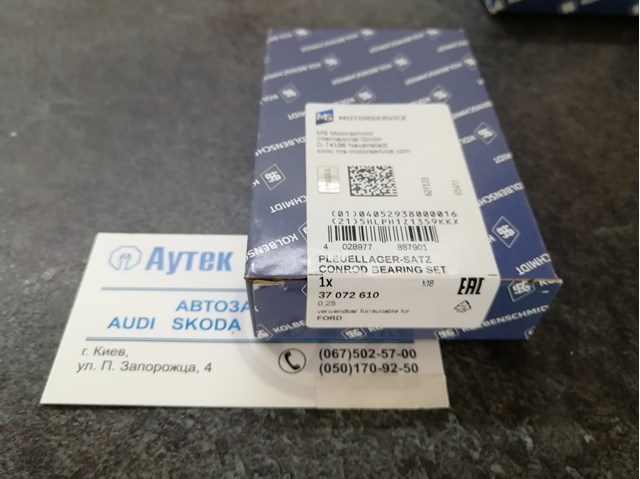 MS MOTORSERVICE
MS Motorservice
International GmbH
D-74196 Neuenstadt
www.ms-motorservice.com
(01)04052938000016
(21)5HLPH1Z1359KKX
4 028977 887901
PLEUELLAGER-SATZ
CONROD BEARING SET
1x
37 072 610
0,25
verwendbar für/suitable for
FORD
EAC
KOLBENSCHMIDT
Аутек
АВТОЗА
AUDI SKODA
г. Киев,
ул. П. Запорожца, 4
(067)502-57-00
(050)170-92-50